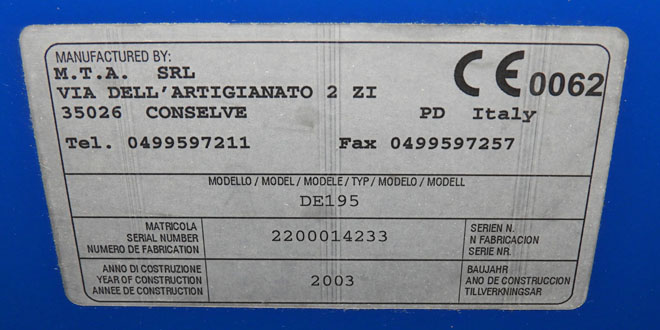 MANUFACTURED BY:
M.T.A. SRL
VIA DELL'ARTIGIANATO 2 ZI
35026 CONSELVE PD Italy
Tel. 0499597211 Fax 0499597257
CE 0062
MODELLO / MODEL / MODELE / TYP / MODELO / MODELL
DE195
MATRICOLA
SERIAL NUMBER
NUMERO DE FABRICATION
2200014233
SERIEN N.
N FABRICACION
SERIE NR.
ANNO DI COSTRUZIONE
YEAR OF CONSTRUCTION
ANNEE DE CONSTRUCTION
2003
BAUJAHR
ANO DE CONSTRUCCION
TILLVERKNINGSAR